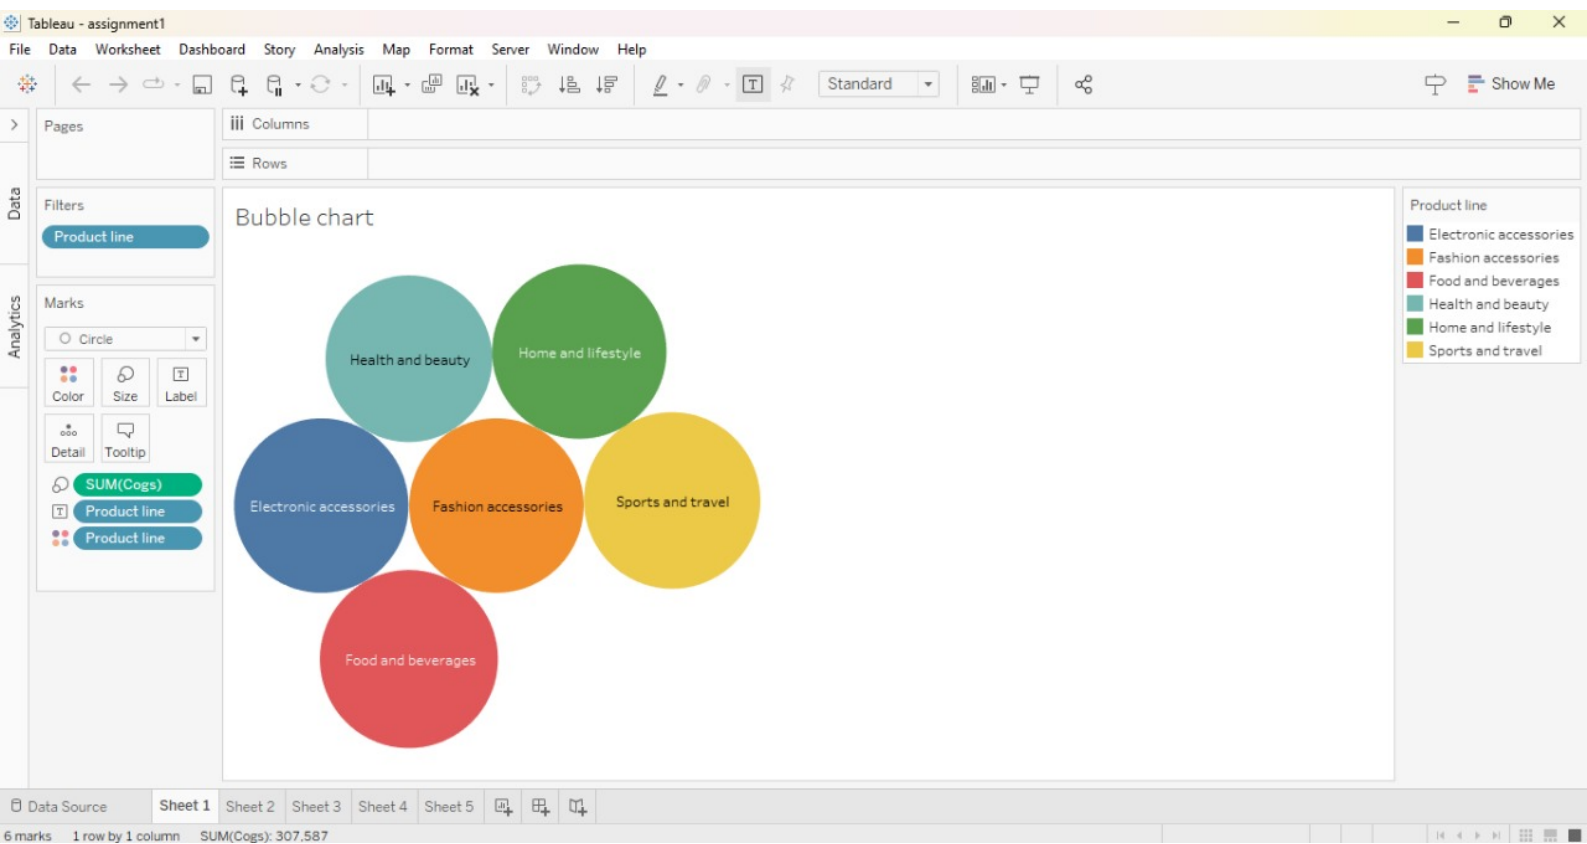 Tableau - assignment1
File Data Worksheet Dashboard Story Analysis Map Format Server Window Help
Standard
Show Me
Pages
Columns
Rows
Data
Filters
Product line
Bubble chart
Product line
Electronic accessories
Fashion accessories
Food and beverages
Health and beauty
Home and lifestyle
Sports and travel
Analytics
Marks
Circle
Color Size Label
Detail Tooltip
SUM(Cogs)
Product line
Product line
Health and beauty
Home and lifestyle
Electronic accessories
Fashion accessories
Sports and travel
Food and beverages
Data Source Sheet 1 Sheet 2 Sheet 3 Sheet 4 Sheet 5
6 marks 1 row by 1 column SUM(Cogs): 307,587